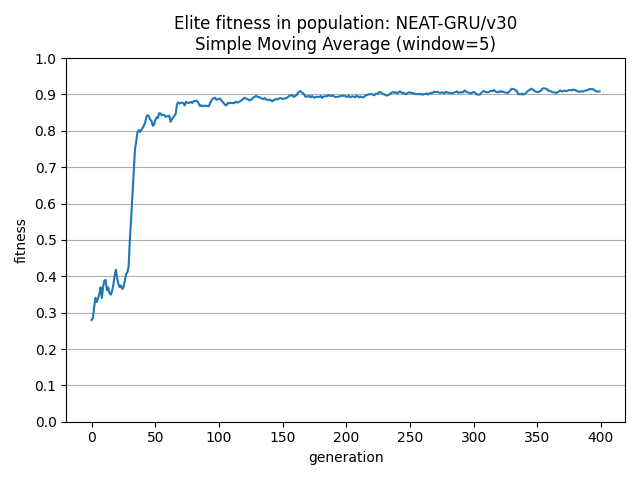 Elite fitness in population: NEAT-GRU/v30
Simple Moving Average (window=5)
1.0
0.9
0.8
0.7
0.6
0.5
0.4
0.3
0.2
0.1
0.0
fitness
0 50 100 150 200 250 300 350 400
generation